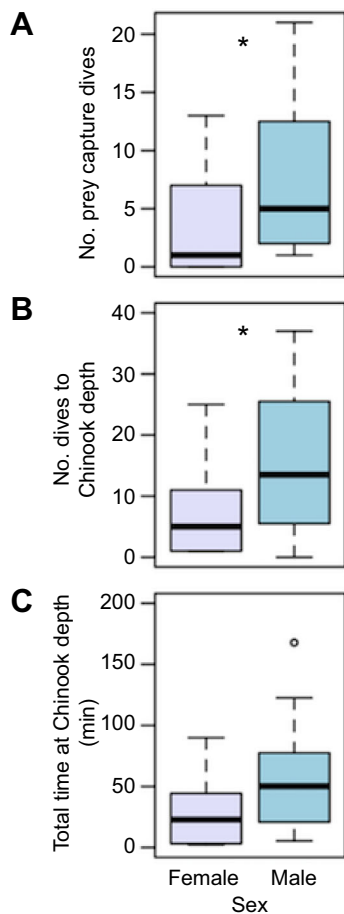 A
No. prey capture dives
20
15
10
5
0
*
B
No. dives to
Chinook depth
40
30
20
10
0
*
C
Total time at Chinook depth
(min)
200
150
100
50
0
Female Male
Sex